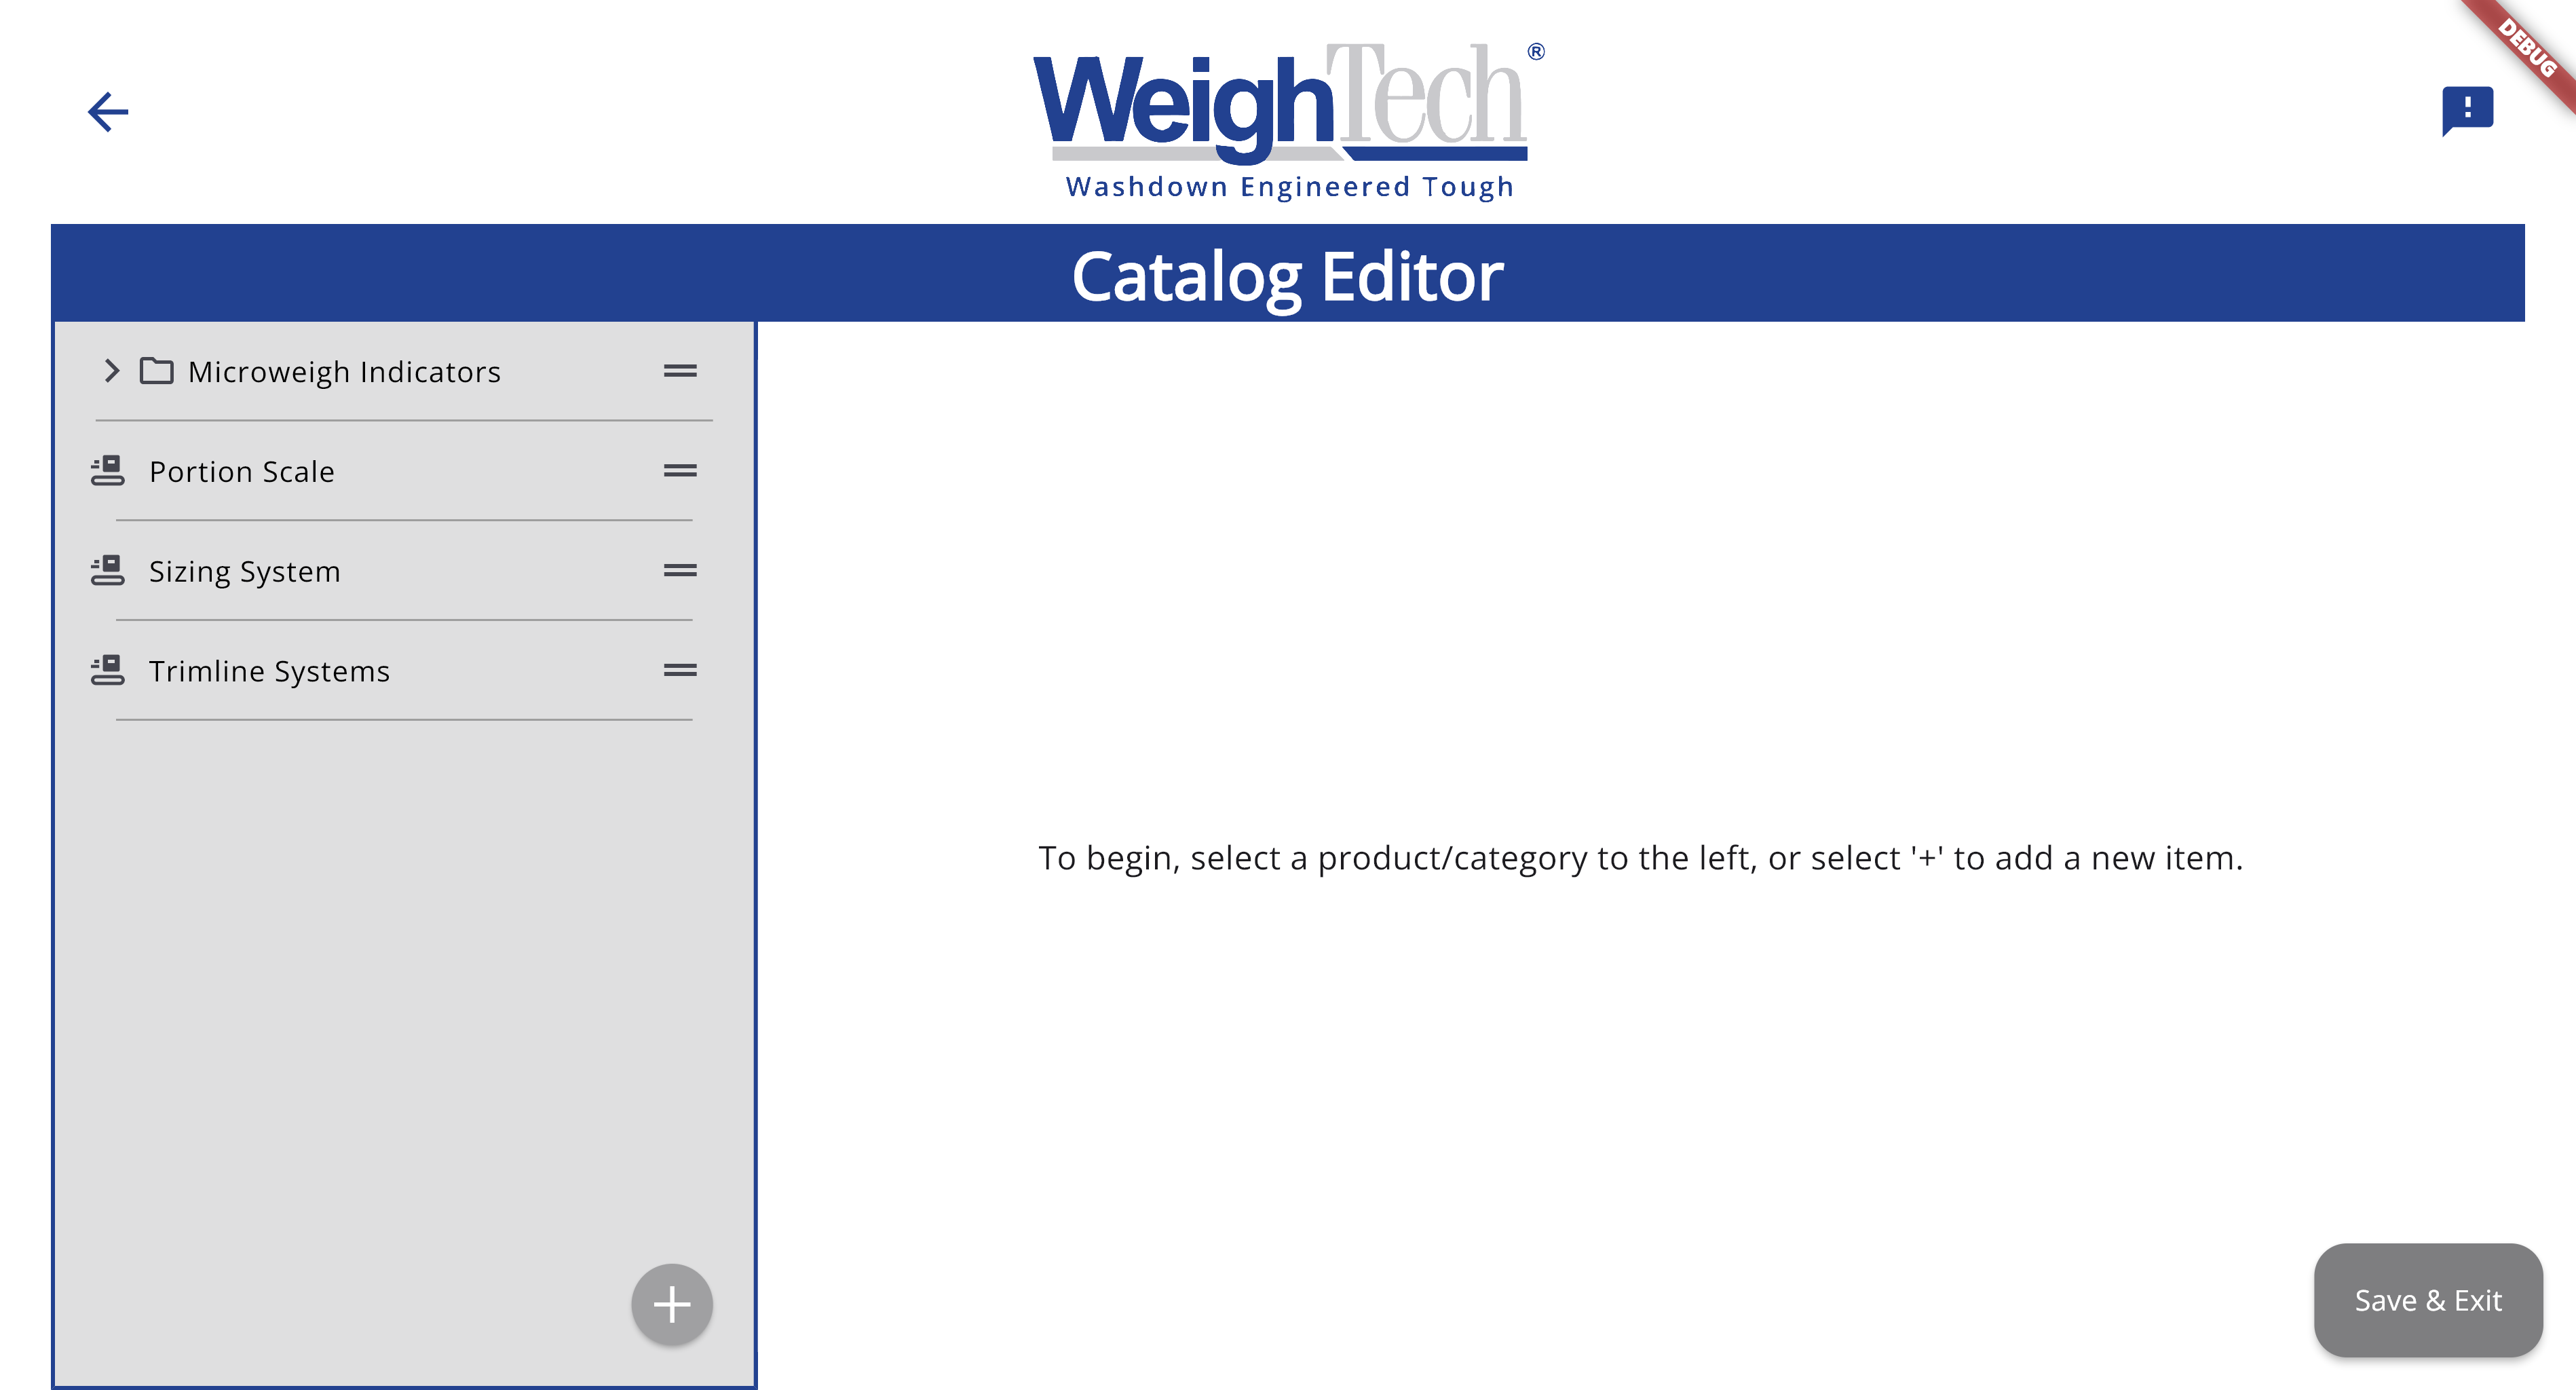 DEBUG
WeighTech®
Washdown Engineered Tough
Catalog Editor
Microweigh Indicators
Portion Scale
Sizing System
Trimline Systems
To begin, select a product/category to the left, or select '+' to add a new item.
Save & Exit